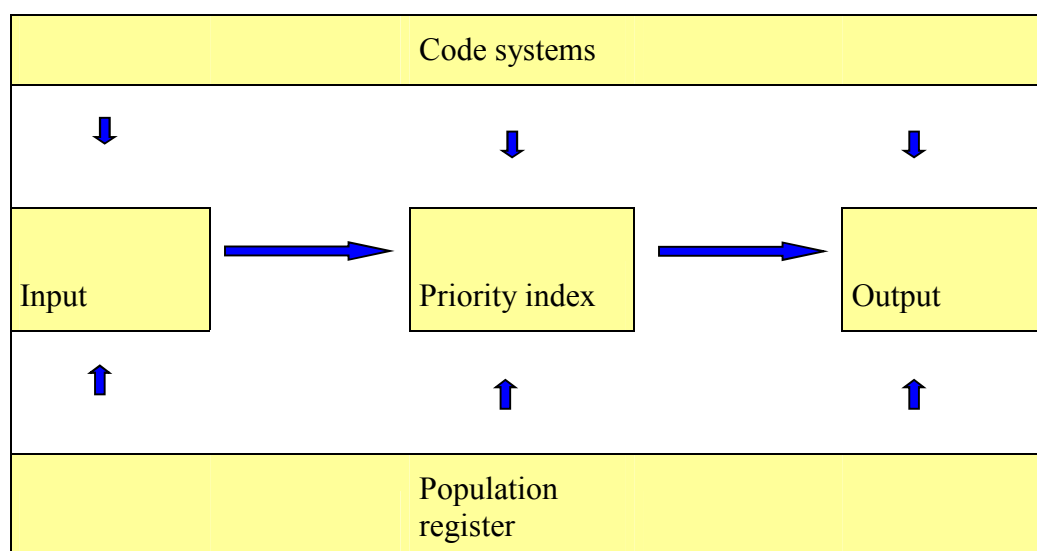 Code systems
Input
Priority index
Output
Population
register